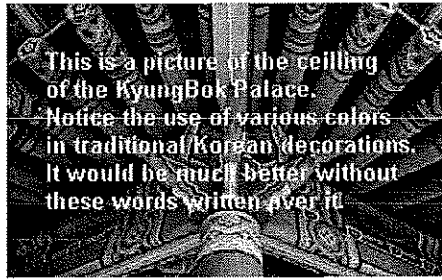 This is a picture of the ceilling
of the KyungBok Palace.
Notice the use of various colors
in traditional Korean decorations.
It would be much better without
these words written over it.